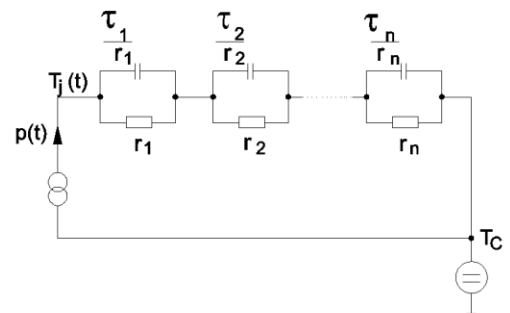 τ1 τ2 τn
r1 r2 rn
Tj(t)
p(t)
r1 r2 rn
TC